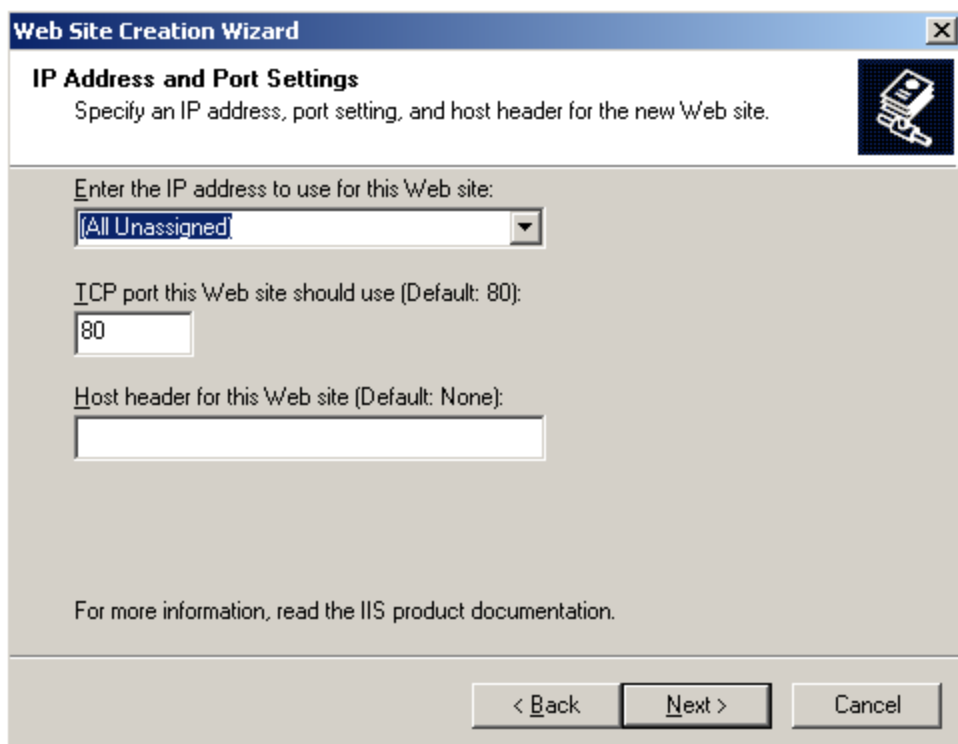 Web Site Creation Wizard
IP Address and Port Settings
Specify an IP address, port setting, and host header for the new Web site.
Enter the IP address to use for this Web site:
(All Unassigned)
TCP port this Web site should use (Default: 80):
80
Host header for this Web site (Default: None):
For more information, read the IIS product documentation.
< Back
Next >
Cancel